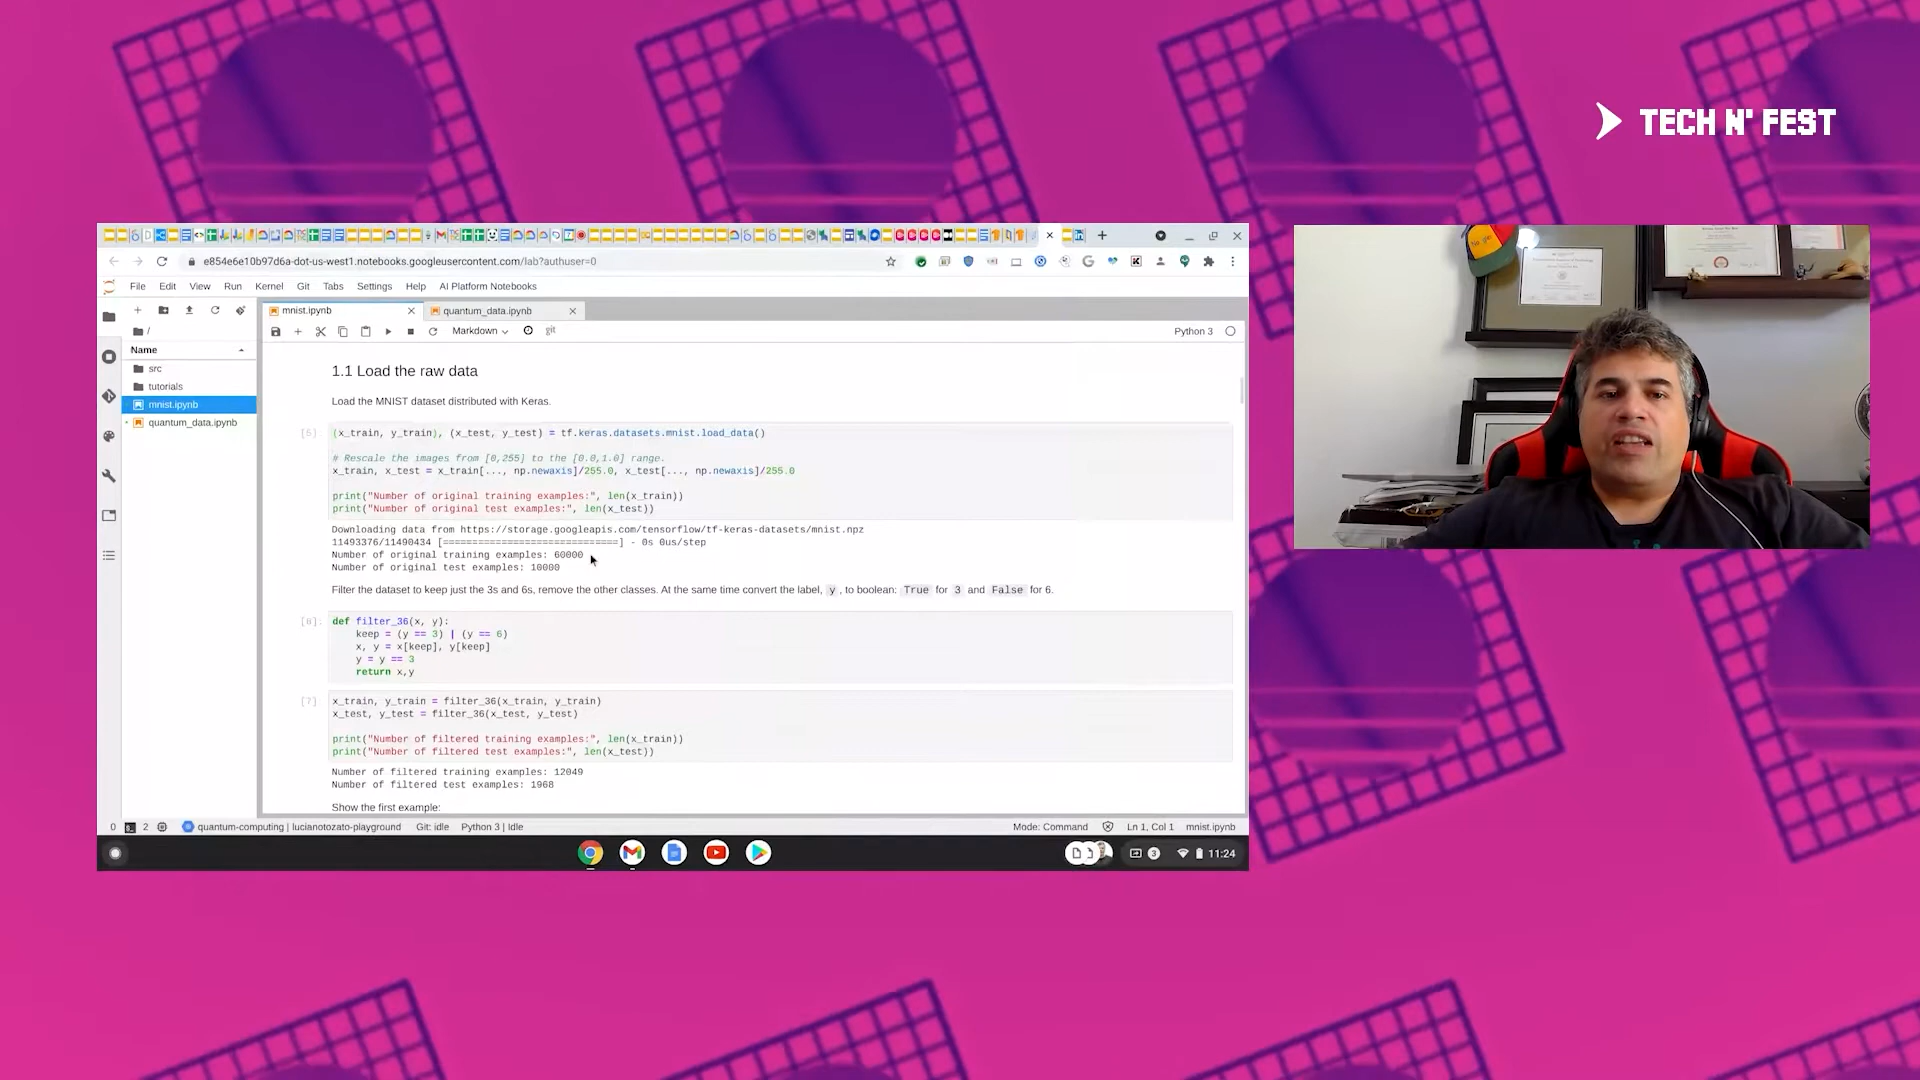 TECH N' FEST
e854e6e10b97d6a-dot-us-west1.notebooks.googleusercontent.com/lab?authuser=0
File Edit View Run Kernel Git Tabs Settings Help AI Platform Notebooks
mnist.ipynb
quantum_data.ipynb
Markdown
git
Python 3
/
Name
src
tutorials
mnist.ipynb
quantum_data.ipynb
1.1 Load the raw data
Load the MNIST dataset distributed with Keras.
[5]
(x_train, y_train), (x_test, y_test) = tf.keras.datasets.mnist.load_data()
# Rescale the images from [0,255] to the [0.0,1.0] range.
x_train, x_test = x_train[..., np.newaxis]/255.0, x_test[..., np.newaxis]/255.0
print("Number of original training examples:", len(x_train))
print("Number of original test examples:", len(x_test))
Downloading data from https://storage.googleapis.com/tensorflow/tf-keras-datasets/mnist.npz
11493376/11490434 [==============================] - 0s 0us/step
Number of original training examples: 60000
Number of original test examples: 10000
Filter the dataset to keep just the 3s and 6s, remove the other classes. At the same time convert the label, y , to boolean: True for 3 and False for 6.
def filter_36(x, y):
keep = (y == 3) | (y == 6)
x, y = x[keep], y[keep]
y = y == 3
return x,y
[7]
x_train, y_train = filter_36(x_train, y_train)
x_test, y_test = filter_36(x_test, y_test)
print("Number of filtered training examples:", len(x_train))
print("Number of filtered test examples:", len(x_test))
Number of filtered training examples: 12049
Number of filtered test examples: 1968
Show the first example:
0
2
quantum-computing | lucianotozato-playground
Git: idle
Python 3 | Idle
Mode: Command
Ln 1, Col 1
mnist.ipynb
3
11:24